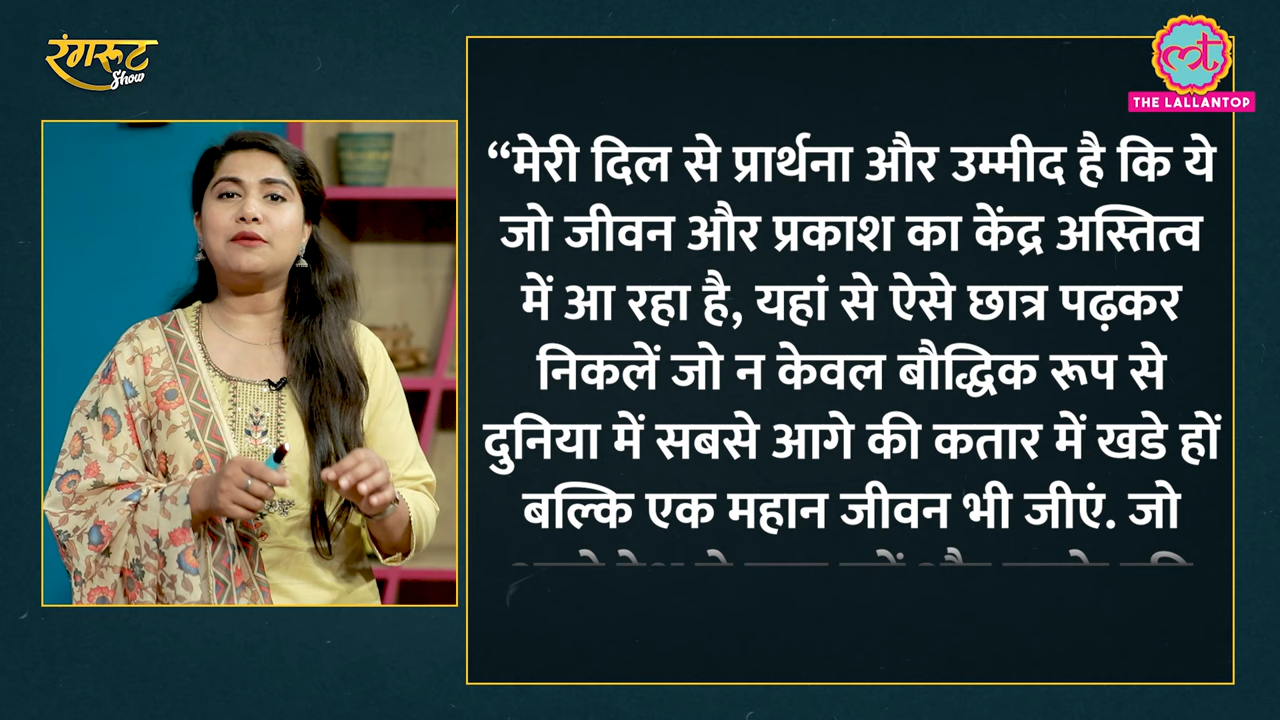 रंगरूट
Show
mt
THE LALLANTOP
“मेरी दिल से प्रार्थना और उम्मीद है कि ये
जो जीवन और प्रकाश का केंद्र अस्तित्व
में आ रहा है, यहां से ऐसे छात्र पढ़कर
निकलें जो न केवल बौद्धिक रूप से
दुनिया में सबसे आगे की कतार में खडे हों
बल्कि एक महान जीवन भी जीएं. जो